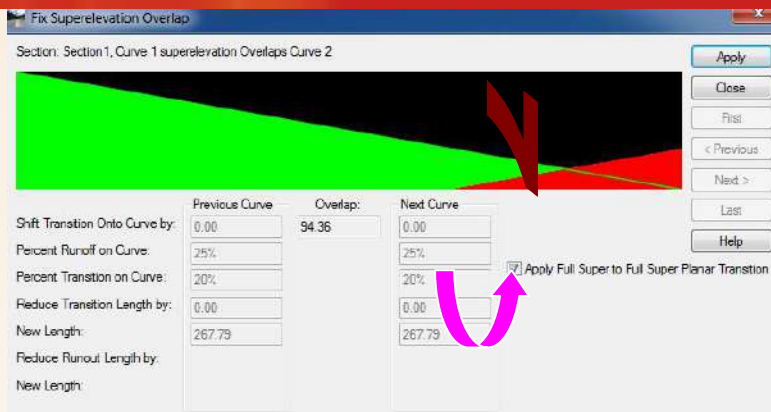 Fix Superelevation Overlap
x
Section: Section1, Curve 1 superelevation Overlaps Curve 2
Apply
Close
First
< Previous
Next >
Last
Help
Previous Curve Overlap: Next Curve
Shift Transition Onto Curve by: 0.00 94.36 0.00
Percent Runoff on Curve: 25% 25%
Percent Transition on Curve: 20% 20%
Apply Full Super to Full Super Planar Transition
Reduce Transition Length by: 0.00 0.00
New Length: 267.79 267.79
Reduce Runout Length by:
New Length: